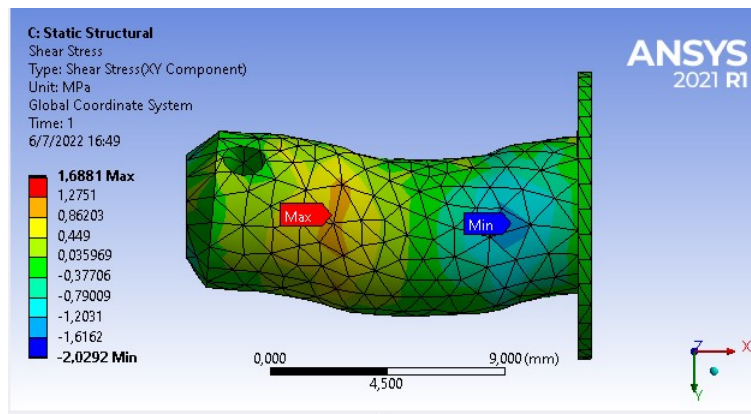 C: Static Structural
Shear Stress
Type: Shear Stress(XY Component)
Unit: MPa
Global Coordinate System
Time: 1
6/7/2022 16:49
ANSYS
2021 R1
1,6881 Max
1,2751
0,86203
0,449
0,035969
-0,37706
-0,79009
-1,2031
-1,6162
-2,0292 Min
Max
Min
0,000
9,000 (mm)
4,500
Z
X
Y